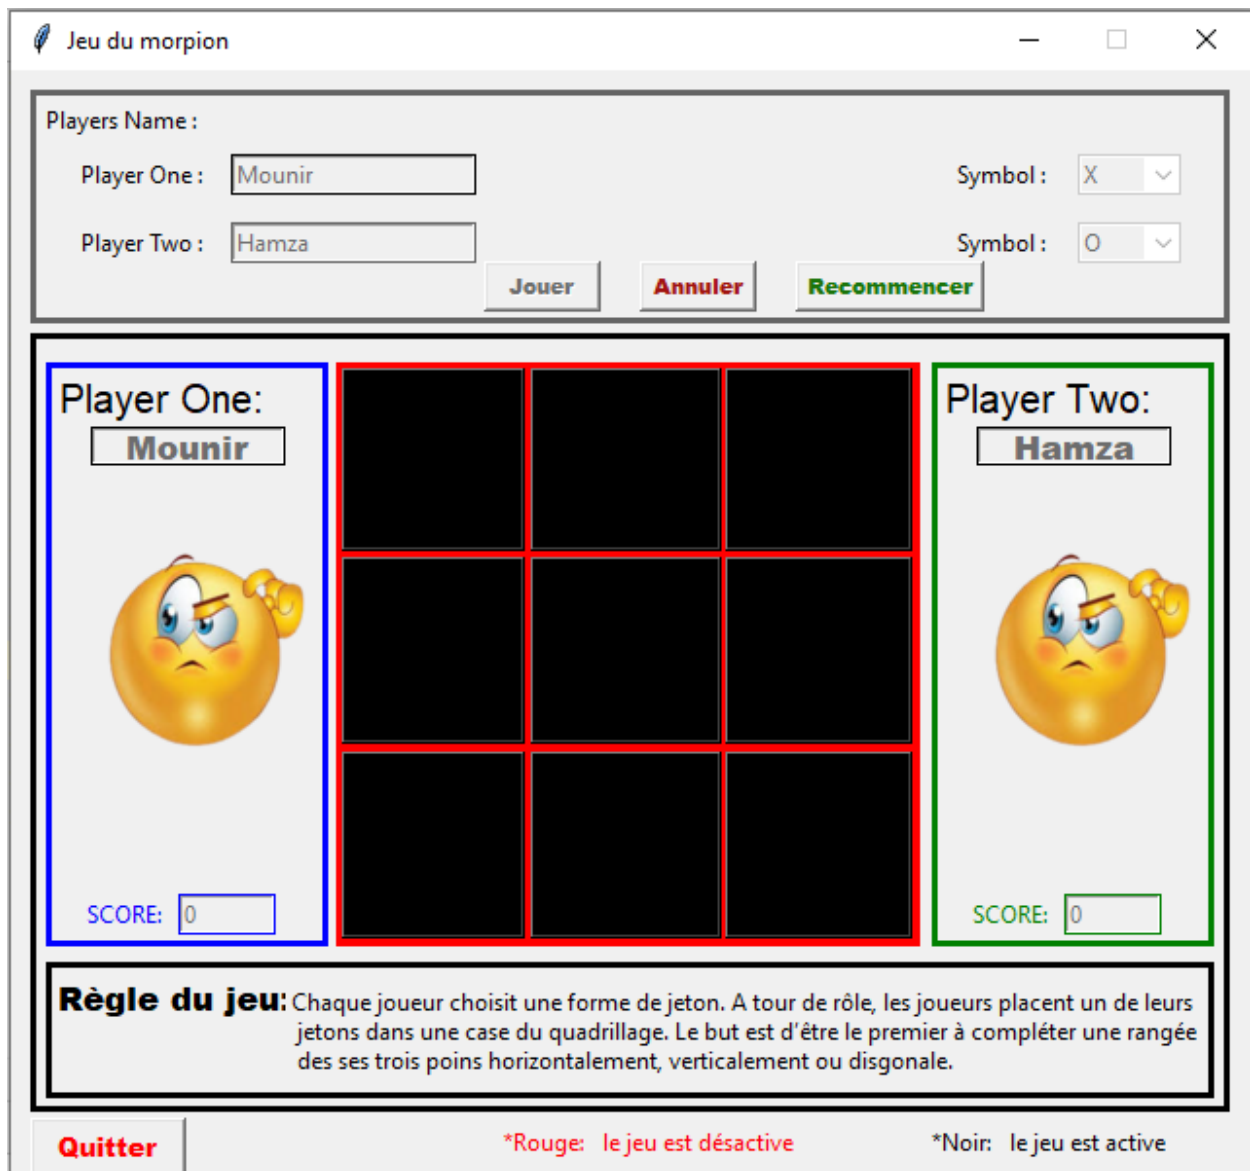 Jeu du morpion
Players Name :
Player One : Mounir Symbol : X
Player Two : Hamza Symbol : O
Jouer Annuler Recommencer
Player One:
Mounir
Player Two:
Hamza
SCORE: 0
SCORE: 0
Règle du jeu: Chaque joueur choisit une forme de jeton. A tour de rôle, les joueurs placent un de leurs
jetons dans une case du quadrillage. Le but est d’être le premier à compléter une rangée
des ses trois poins horizontalement, verticalement ou disgonale.
Quitter *Rouge: le jeu est désactive *Noir: le jeu est active